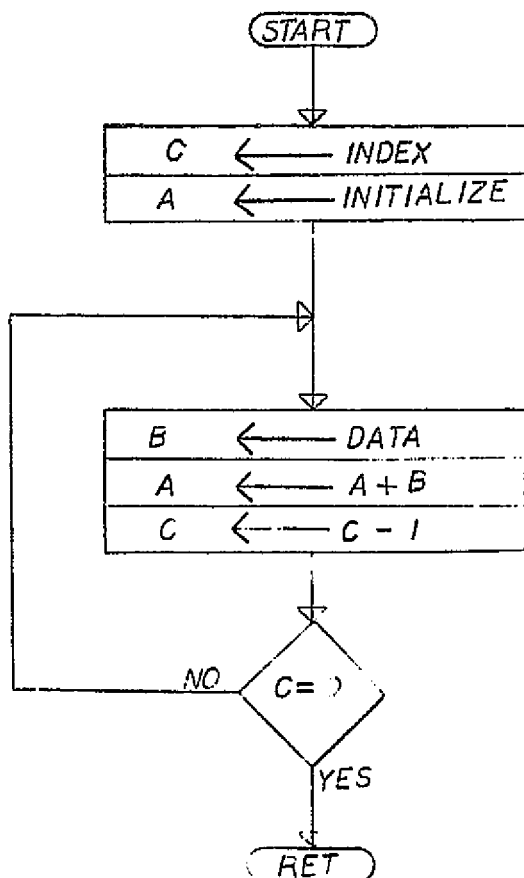 START
C ← INDEX
A ← INITIALIZE
B ← DATA
A ← A + B
C ← C - 1
C =
NO
YES
RET